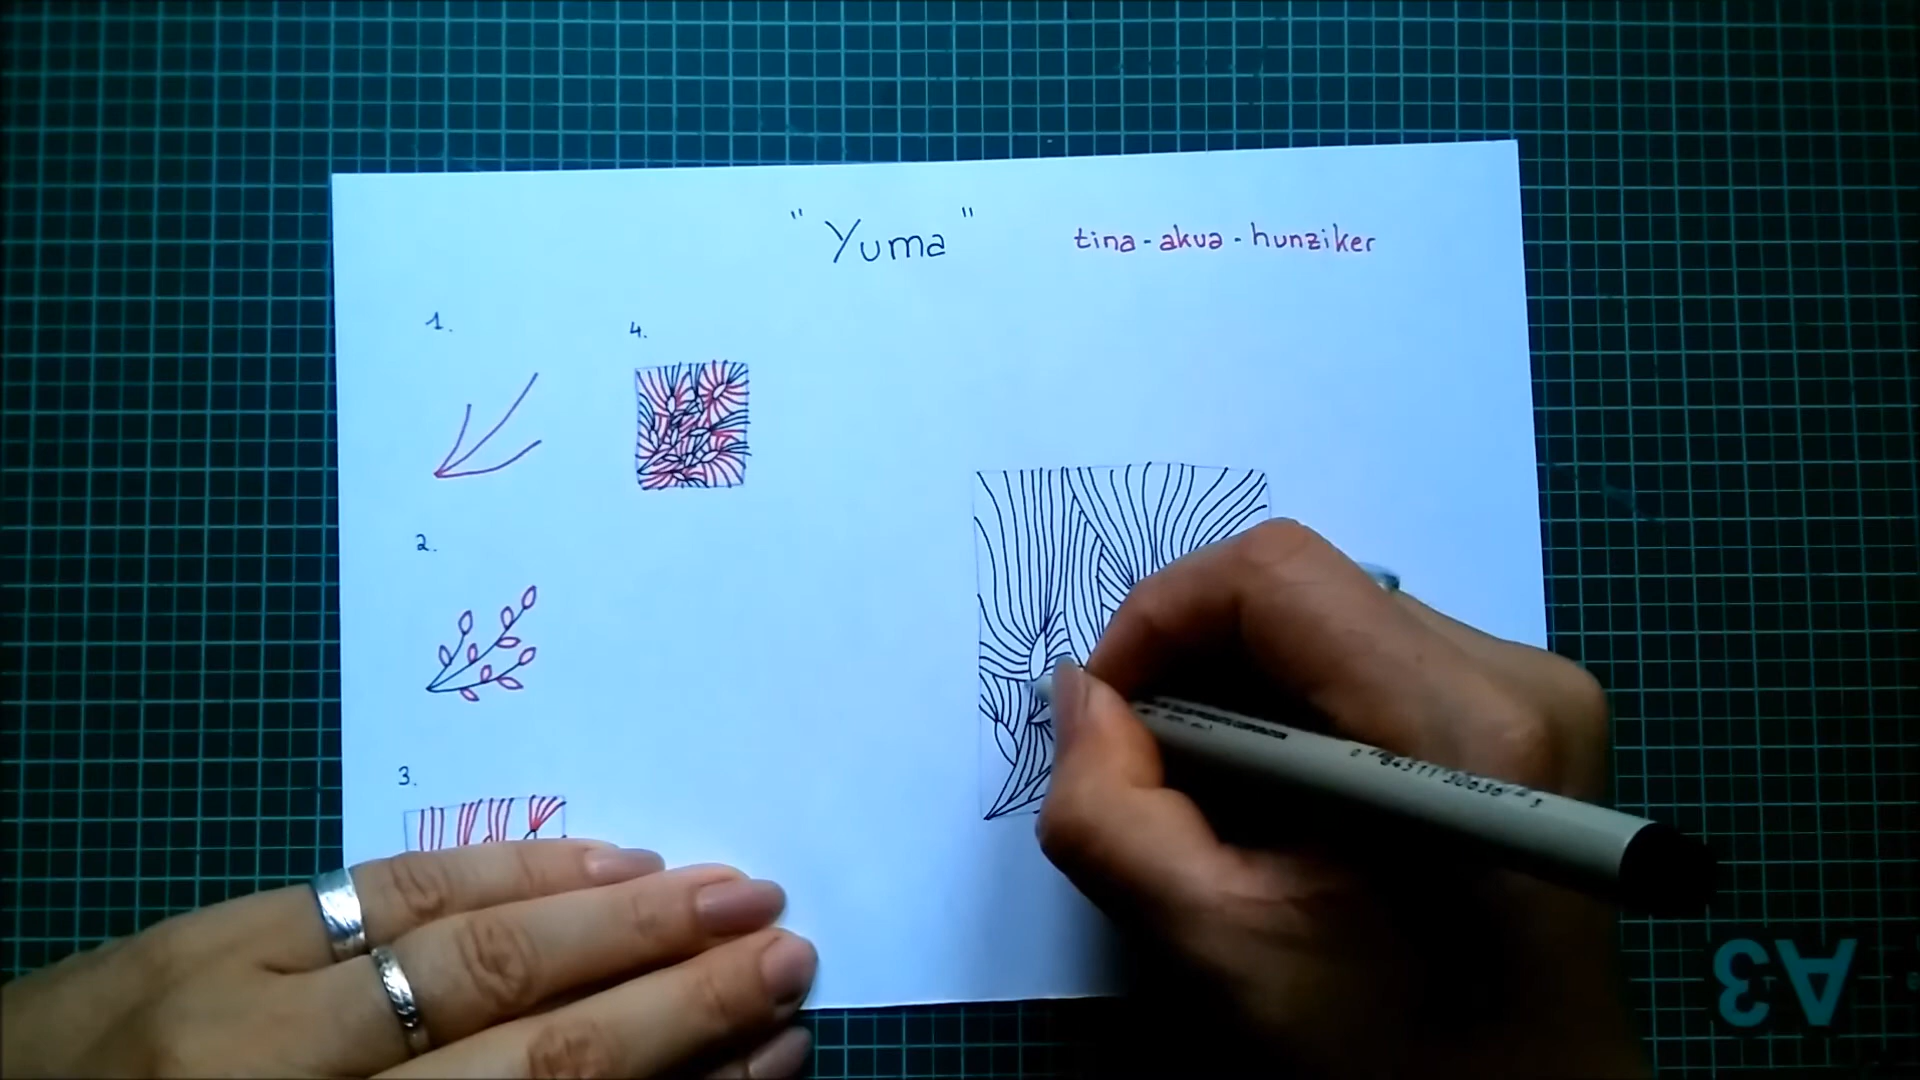 "Yuma"
tina - akua - hunziker
1.
4.
2.
3.
A3